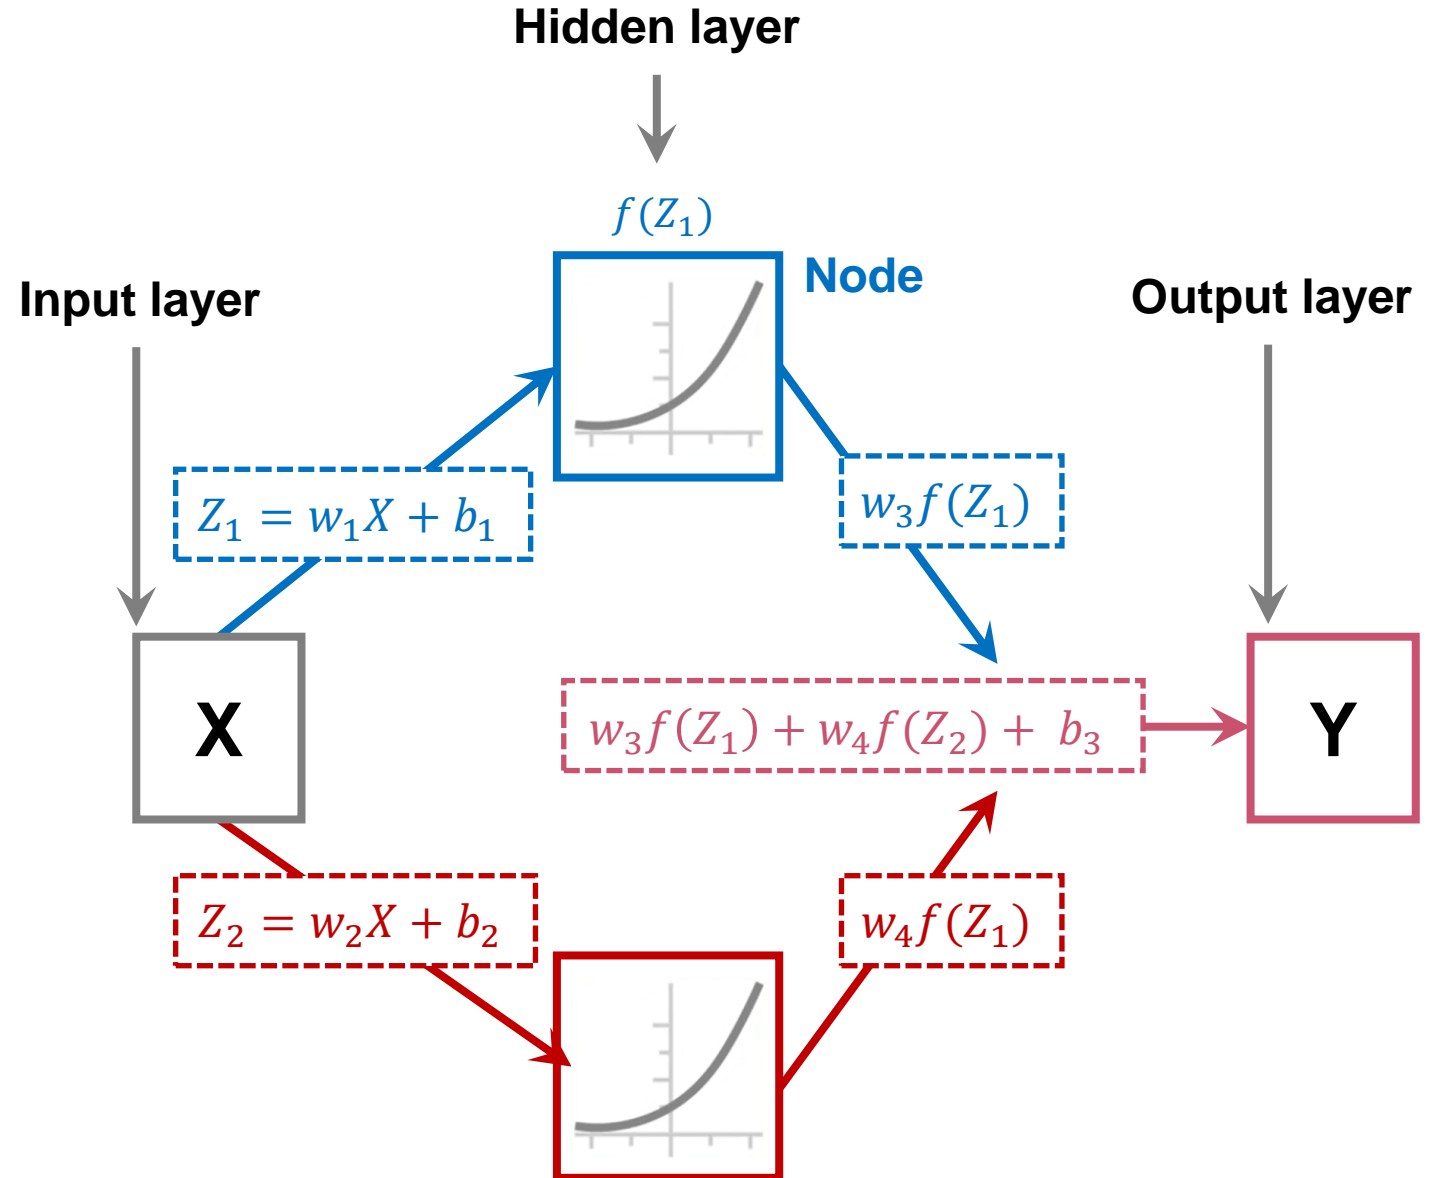 Hidden layer
f(Z₁)
Node
Input layer
Output layer
Z₁ = w₁X + b₁
w₃f(Z₁)
X
w₃f(Z₁) + w₄f(Z₂) + b₃
Y
Z₂ = w₂X + b₂
w₄f(Z₁)